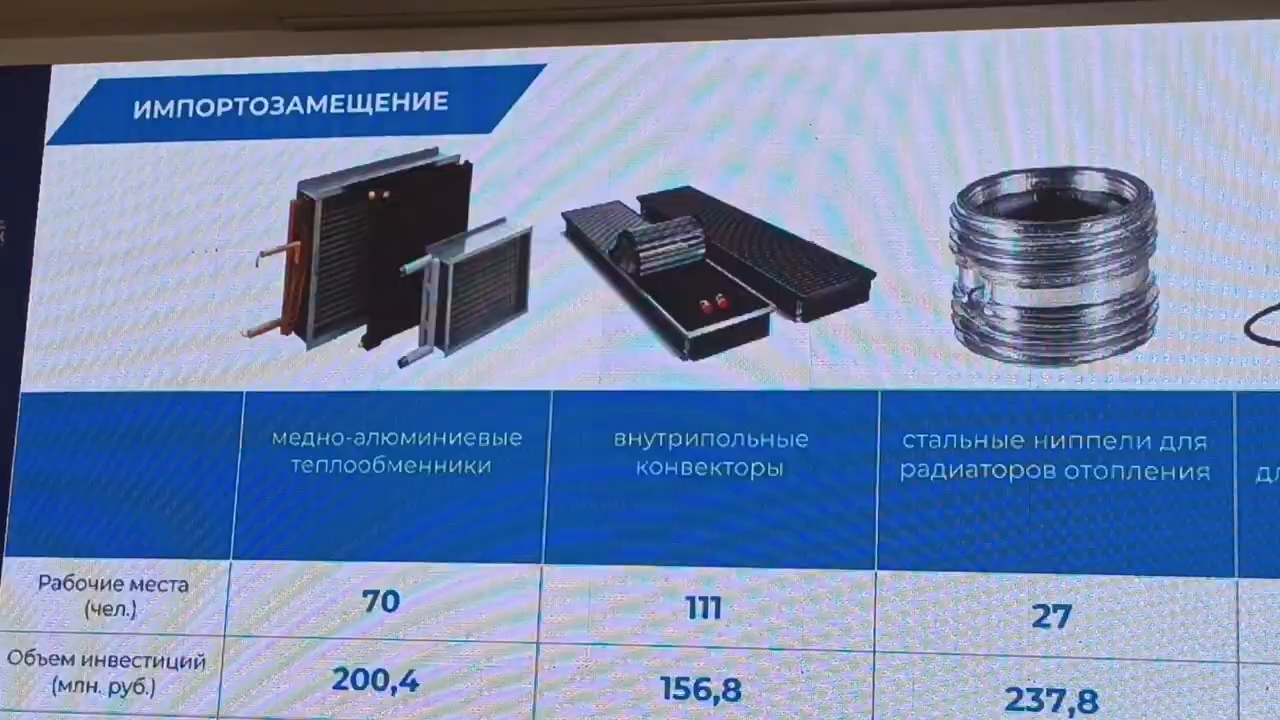 ИМПОРТОЗАМЕЩЕНИЕ
медно-алюминиевые
теплообменники
внутрипольные
конвекторы
стальные ниппели для
радиаторов отопления
Рабочие места
(чел.)
70
111
27
Объем инвестиций
(млн. руб.)
200,4
156,8
237,8